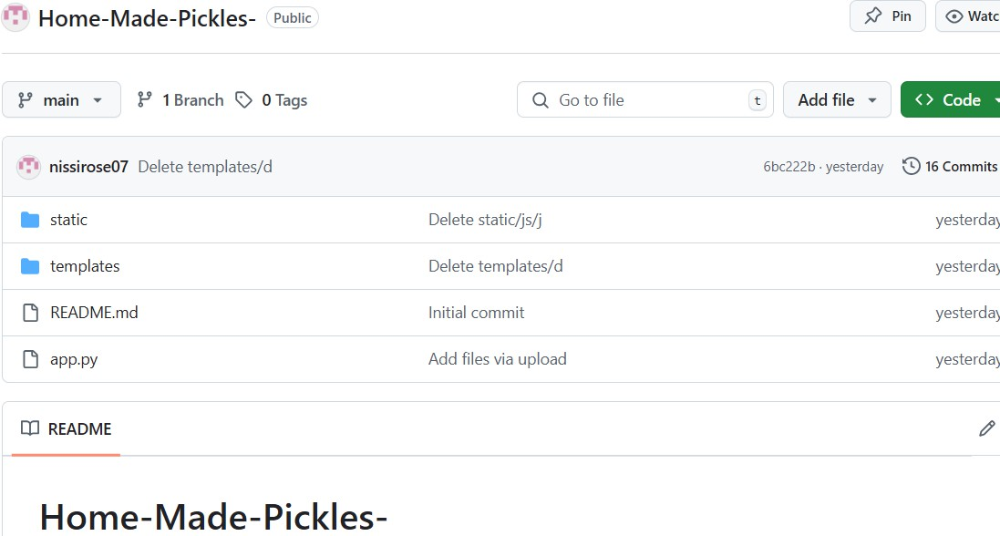 Home-Made-Pickles- Public Pin Watc
main 1 Branch 0 Tags Go to file t Add file Code
nissirose07 Delete templates/d 6bc222b · yesterday 16 Commits
static Delete static/js/j yesterday
templates Delete templates/d yesterday
README.md Initial commit yesterday
app.py Add files via upload yesterday
README
Home-Made-Pickles-